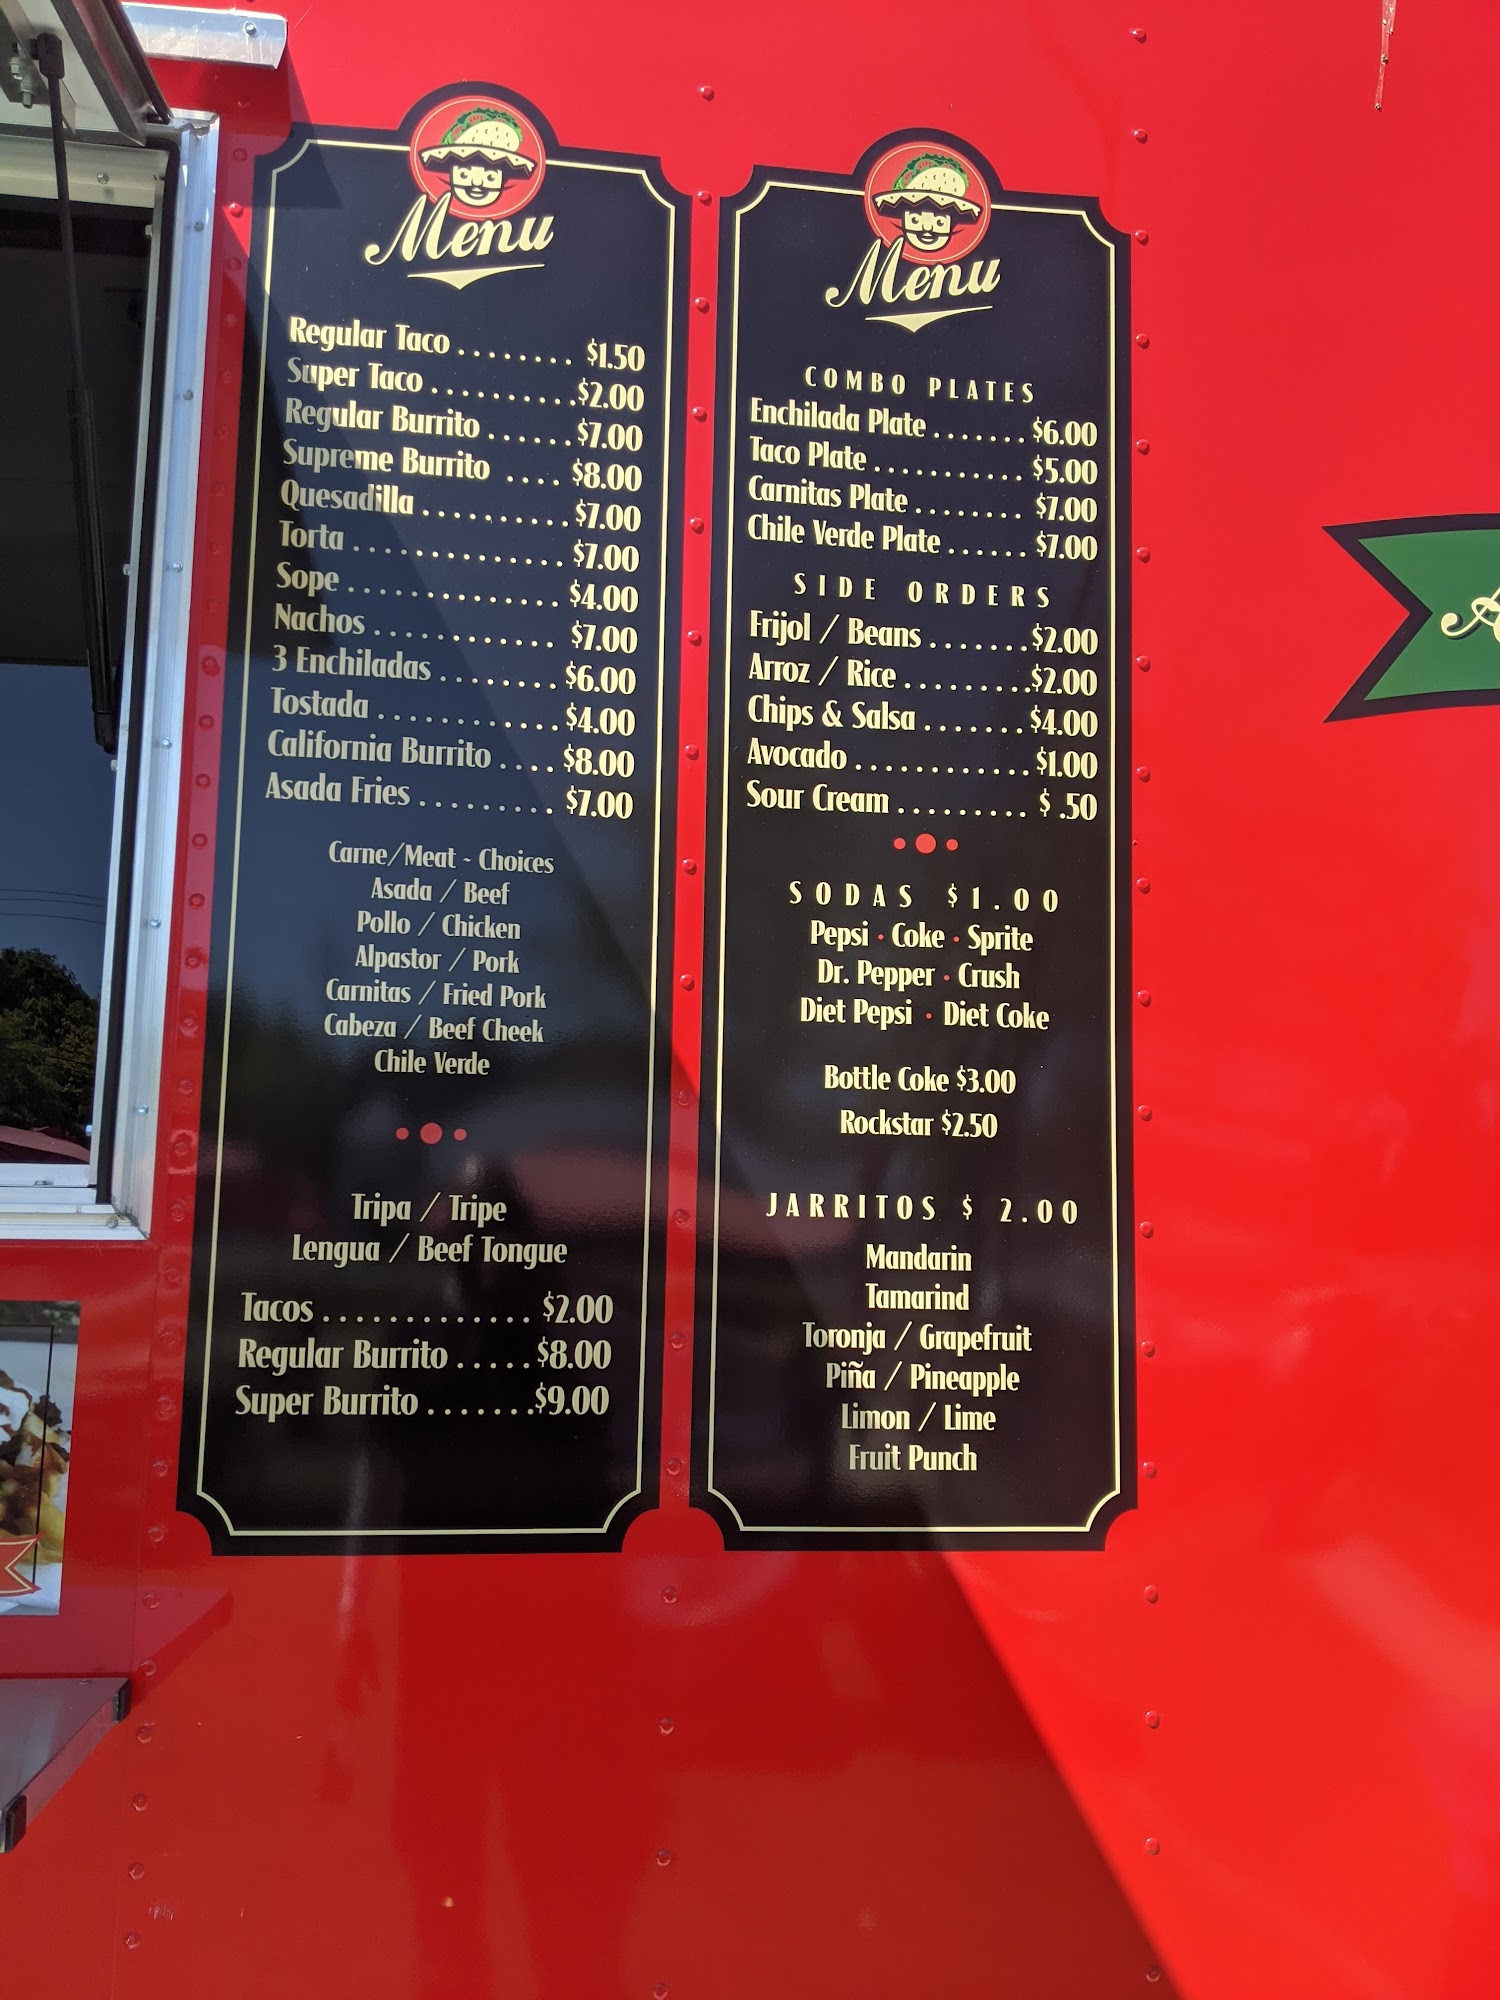 Menu
Regular Taco ........ $1.50
Super Taco ..........$2.00
Regular Burrito ......$7.00
Supreme Burrito .... $8.00
Quesadilla ..........$7.00
Torta ............. $7.00
Sope .............. $4.00
Nachos ............ $7.00
3 Enchiladas ........ $6.00
Tostada ............$4.00
California Burrito .... $8.00
Asada Fries ......... $7.00
Carne/Meat - Choices
Asada / Beef
Pollo / Chicken
Alpastor / Pork
Carnitas / Fried Pork
Cabeza / Beef Cheek
Chile Verde
Tripa / Tripe
Lengua / Beef Tongue
Tacos ............. $2.00
Regular Burrito .....$8.00
Super Burrito .......$9.00
Menu
COMBO PLATES
Enchilada Plate ....... $6.00
Taco Plate ........... $5.00
Carnitas Plate ........ $7.00
Chile Verde Plate ...... $7.00
SIDE ORDERS
Frijol / Beans .......$2.00
Arroz / Rice .........$2.00
Chips & Salsa ....... $4.00
Avocado ............ $1.00
Sour Cream ......... $ .50
SODAS $1.00
Pepsi · Coke · Sprite
Dr. Pepper · Crush
Diet Pepsi · Diet Coke
Bottle Coke $3.00
Rockstar $2.50
JARRITOS $ 2.00
Mandarin
Tamarind
Toronja / Grapefruit
Piña / Pineapple
Limon / Lime
Fruit Punch